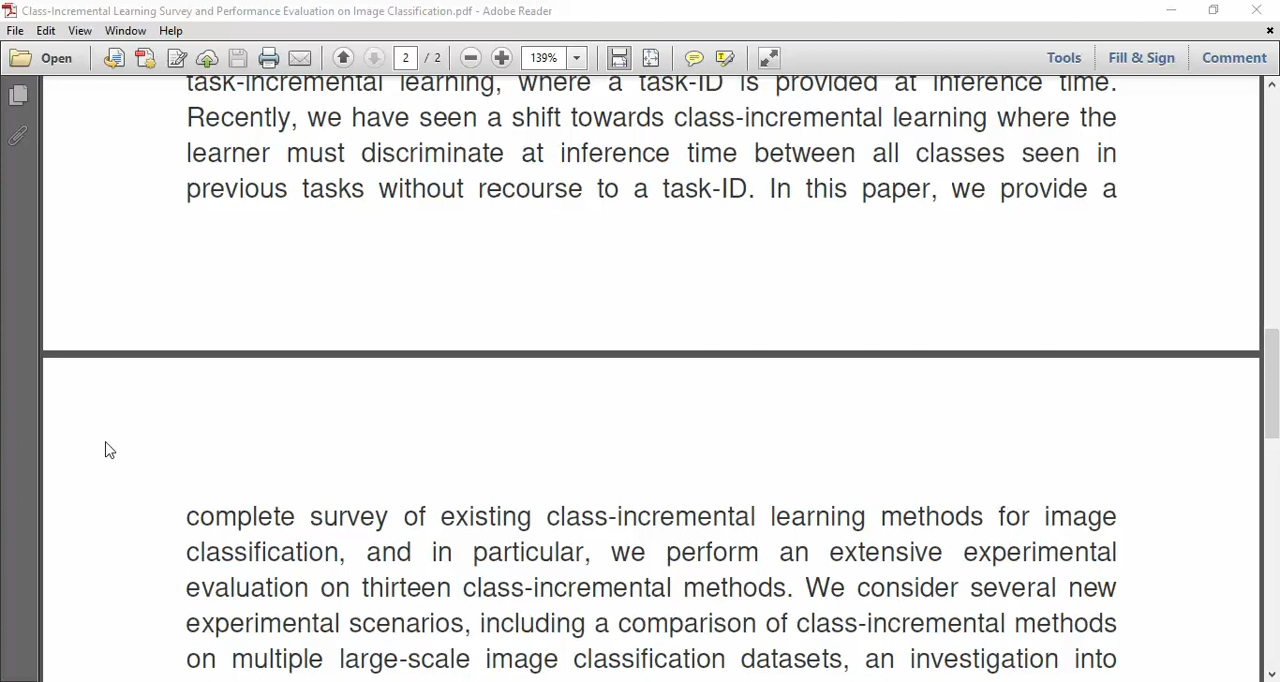 Class-Incremental Learning Survey and Performance Evaluation on Image Classification.pdf - Adobe Reader
File Edit View Window Help
Open 2 / 2 139% Tools Fill & Sign Comment
task-incremental learning, where a task-ID is provided at inference time.
Recently, we have seen a shift towards class-incremental learning where the
learner must discriminate at inference time between all classes seen in
previous tasks without recourse to a task-ID. In this paper, we provide a
complete survey of existing class-incremental learning methods for image
classification, and in particular, we perform an extensive experimental
evaluation on thirteen class-incremental methods. We consider several new
experimental scenarios, including a comparison of class-incremental methods
on multiple large-scale image classification datasets, an investigation into